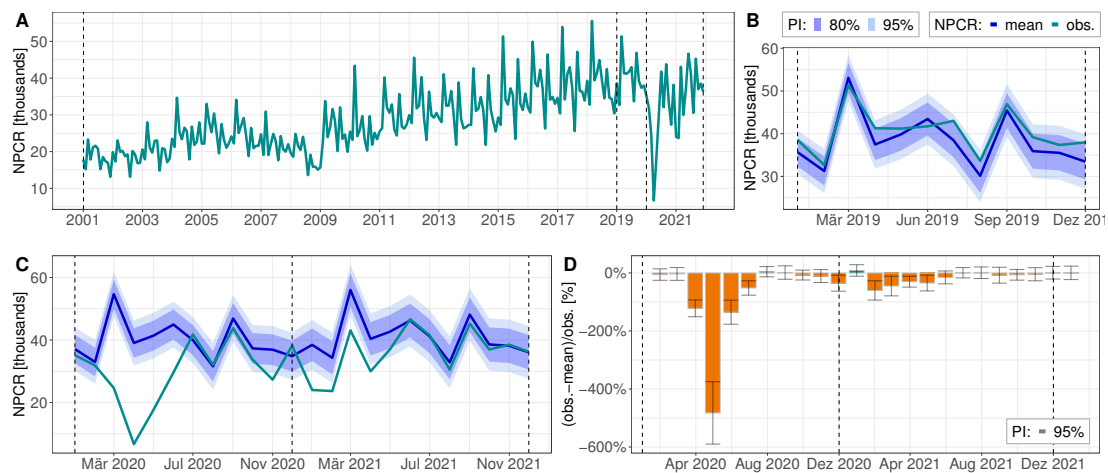 A
NPCR [thousands]
50
40
30
20
10
2001 2003 2005 2007 2009 2011 2013 2015 2017 2019 2021
PI: 80% 95% NPCR: mean obs.
B
NPCR [thousands]
60
50
40
30
Mär 2019 Jun 2019 Sep 2019 Dez 201
C
NPCR [thousands]
60
40
20
Mär 2020 Jul 2020 Nov 2020 Mär 2021 Jul 2021 Nov 2021
D
(obs.−mean)/obs. [%]
0%
−200%
−400%
−600%
PI: 95%
Apr 2020 Aug 2020 Dez 2020 Apr 2021 Aug 2021 Dez 2021